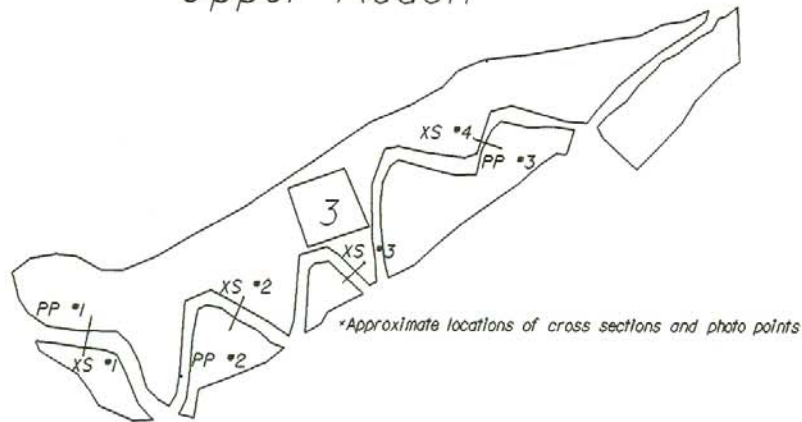 Upper
XS #4
PP #3
3
XS #3
XS #2
PP #1
*Approximate locations of cross sections and photo points
XS #1
PP #2